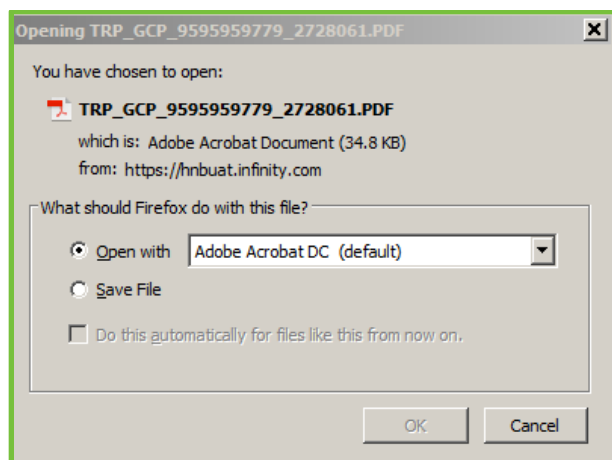 Opening TRP_GCP_9595959779_2728061.PDF
You have chosen to open:
TRP_GCP_9595959779_2728061.PDF
which is: Adobe Acrobat Document (34.8 KB)
from: https://hnbuat.infinity.com
What should Firefox do with this file?
Open with Adobe Acrobat DC (default)
Save File
Do this automatically for files like this from now on.
OK Cancel